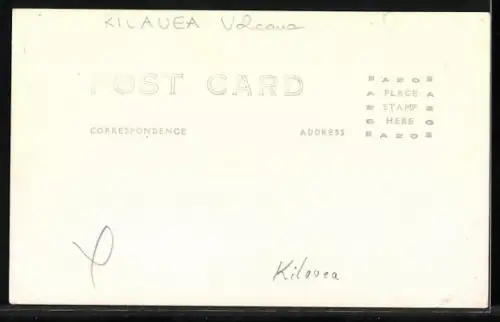 KILAUEA Volcano
POST CARD
CORRESPONDENCE
ADDRESS
PLACE
STAMP
HERE
Kilauea